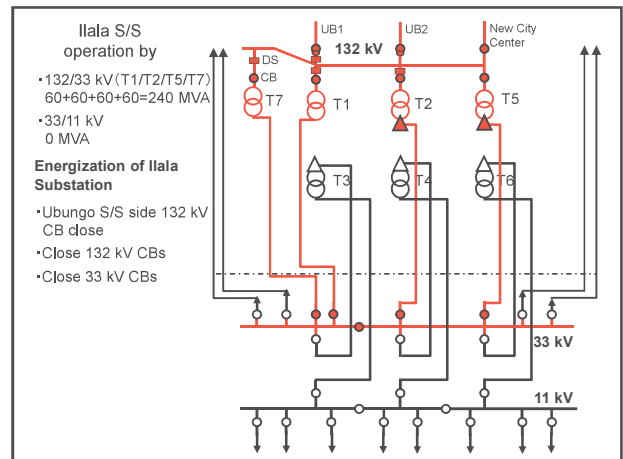 Ilala S/S
operation by
・132/33 kV(T1/T2/T5/T7)
60+60+60+60=240 MVA
・33/11 kV
0 MVA
Energization of Ilala
Substation
・Ubungo S/S side 132 kV
CB close
・Close 132 kV CBs
・Close 33 kV CBs
UB1
UB2
New City
Center
132 kV
DS
CB
T7
T1
T2
T5
T3
T4
T6
33 kV
11 kV